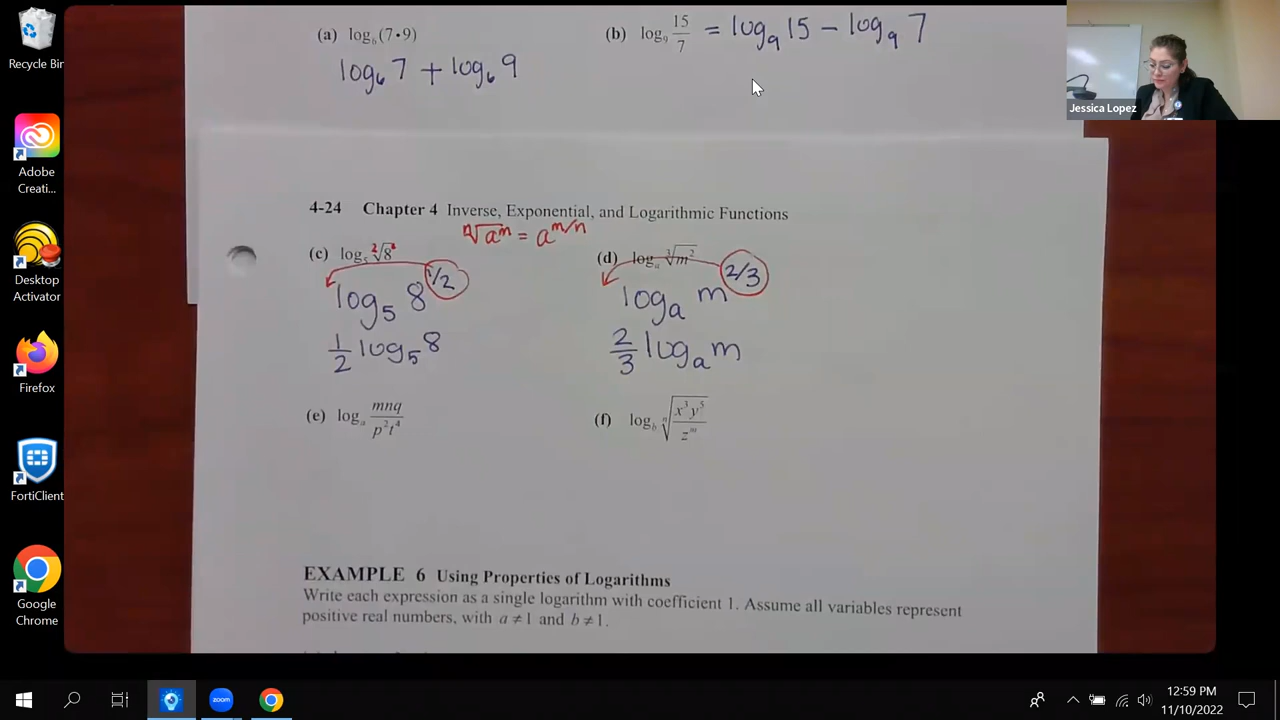 Recycle Bin
Adobe Creati...
Desktop Activator
Firefox
FortiClient
Google Chrome
(a) log₆(7•9)
log₆ 7 + log₆ 9
(b) log₉ 15/7 = log₉ 15 − log₉ 7
Jessica Lopez
4-24 Chapter 4 Inverse, Exponential, and Logarithmic Functions
ⁿ√aᵐ = a^(m/n)
(c) log₅ ²√8¹
log₅ 8^(1/2)
1/2 log₅ 8
(d) logₐ ³√m²
logₐ m^(2/3)
2/3 logₐ m
(e) logₐ mnq/p²t⁴
(f) log_b ⁿ√(x³y⁵/zᵐ)
EXAMPLE 6 Using Properties of Logarithms
Write each expression as a single logarithm with coefficient 1. Assume all variables represent
positive real numbers, with a ≠ 1 and b ≠ 1.
zoom
12:59 PM
11/10/2022